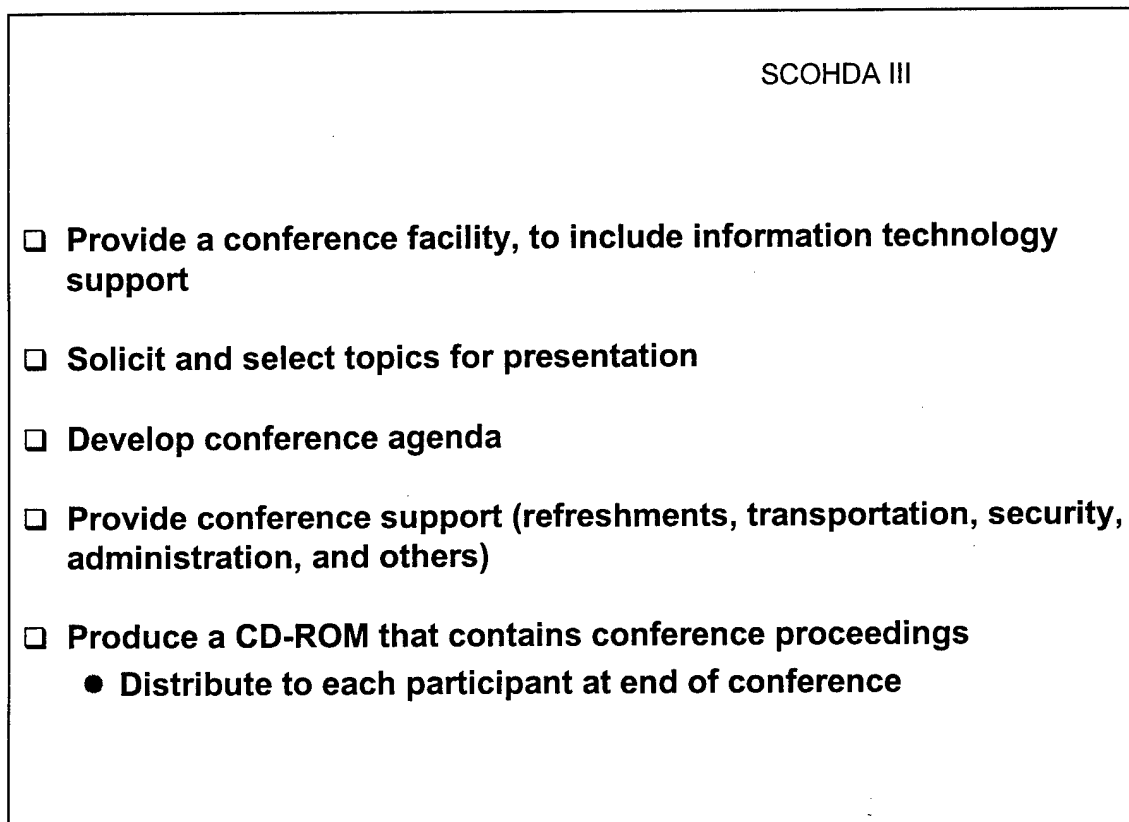 SCOHDA III
❑ Provide a conference facility, to include information technology
support
❑ Solicit and select topics for presentation
❑ Develop conference agenda
❑ Provide conference support (refreshments, transportation, security,
administration, and others)
❑ Produce a CD-ROM that contains conference proceedings
● Distribute to each participant at end of conference